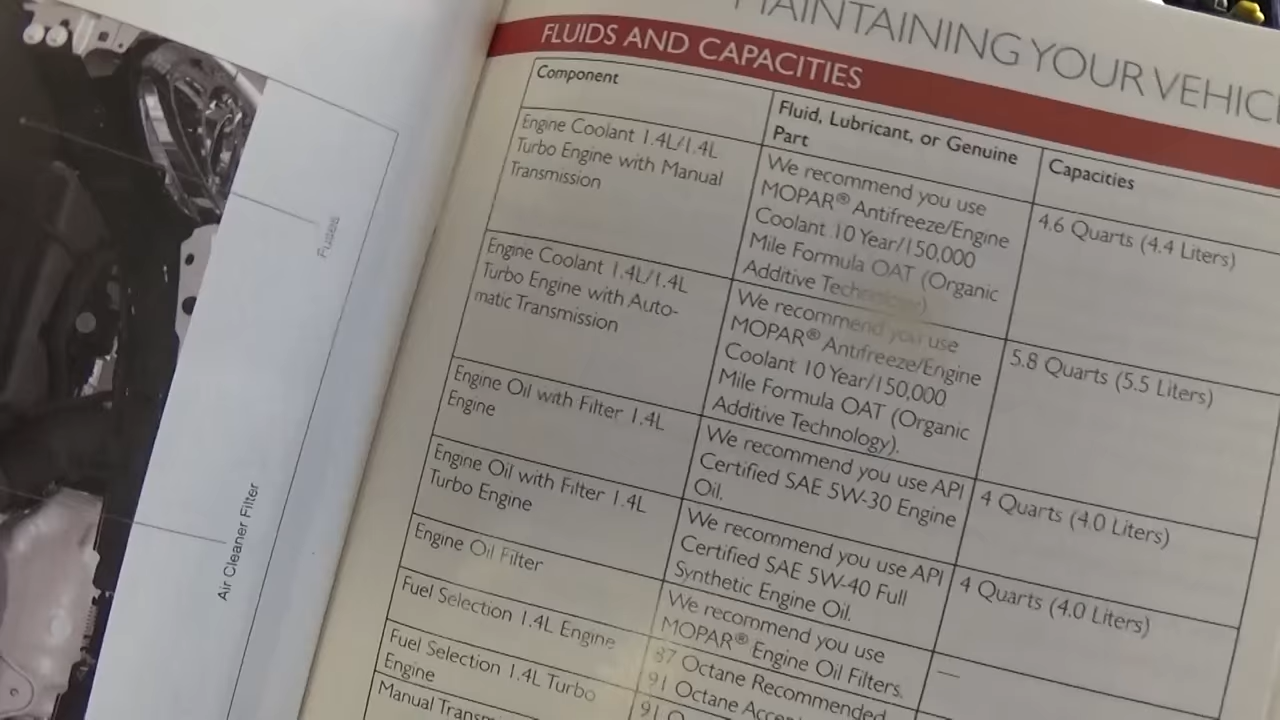 MAINTAINING YOUR VEHIC
FLUIDS AND CAPACITIES
Component
Fluid, Lubricant, or Genuine
Part
Capacities
Engine Coolant 1.4L/1.4L
Turbo Engine with Manual
Transmission
We recommend you use
MOPAR® Antifreeze/Engine
Coolant 10 Year/150,000
Mile Formula OAT (Organic
Additive Technology)
4.6 Quarts (4.4 Liters)
Engine Coolant 1.4L/1.4L
Turbo Engine with Auto-
matic Transmission
We recommend you use
MOPAR® Antifreeze/Engine
Coolant 10 Year/150,000
Mile Formula OAT (Organic
Additive Technology).
5.8 Quarts (5.5 Liters)
Engine Oil with Filter 1.4L
Engine
We recommend you use API
Certified SAE 5W-30 Engine
Oil.
4 Quarts (4.0 Liters)
Engine Oil with Filter 1.4L
Turbo Engine
We recommend you use API
Certified SAE 5W-40 Full
Synthetic Engine Oil.
4 Quarts (4.0 Liters)
Engine Oil Filter
We recommend you use
MOPAR® Engine Oil Filters.
—
Fuel Selection 1.4L Engine
87 Octane Recommended
Fuel Selection 1.4L Turbo
Engine
91 Octane
91
Manual
Fuses
Air Cleaner Filter